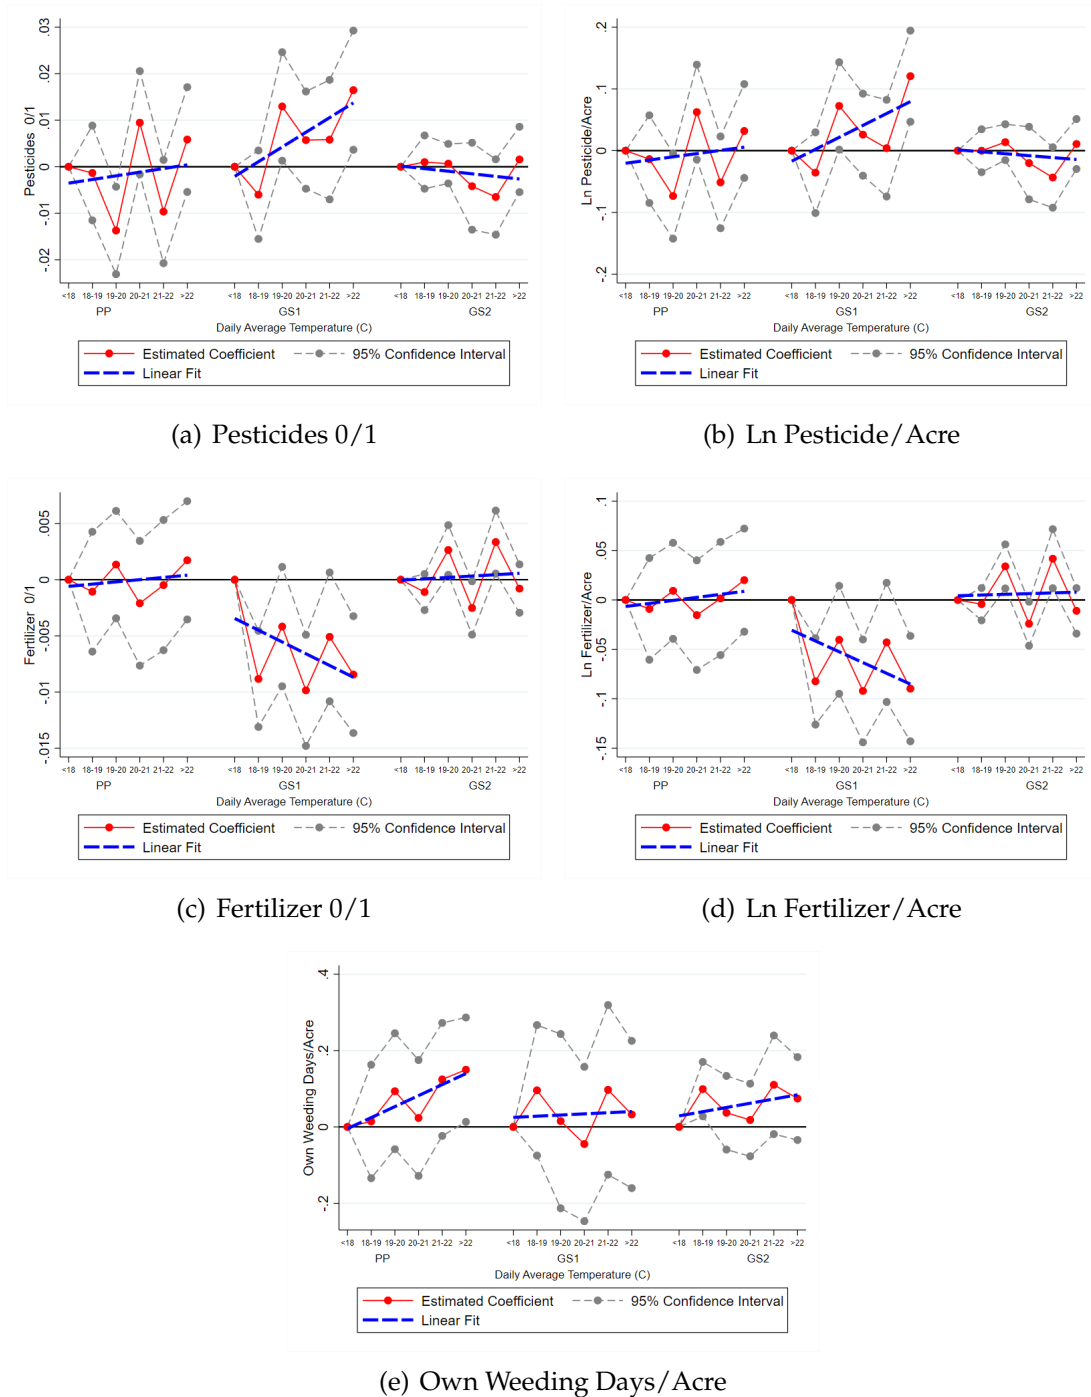 Pesticides 0/1
.03
.02
.01
0
-.01
-.02
<18 18-19 19-20 20-21 21-22 >22 <18 18-19 19-20 20-21 21-22 >22 <18 18-19 19-20 20-21 21-22 >22
PP GS1 GS2
Daily Average Temperature (C)
Estimated Coefficient 95% Confidence Interval
Linear Fit
(a) Pesticides 0/1
Ln Pesticide/Acre
.2
.1
0
-.1
-.2
<18 18-19 19-20 20-21 21-22 >22 <18 18-19 19-20 20-21 21-22 >22 <18 18-19 19-20 20-21 21-22 >22
PP GS1 GS2
Daily Average Temperature (C)
Estimated Coefficient 95% Confidence Interval
Linear Fit
(b) Ln Pesticide/Acre
Fertilizer 0/1
.005
0
-.005
-.01
-.015
<18 18-19 19-20 20-21 21-22 >22 <18 18-19 19-20 20-21 21-22 >22 <18 18-19 19-20 20-21 21-22 >22
PP GS1 GS2
Daily Average Temperature (C)
Estimated Coefficient 95% Confidence Interval
Linear Fit
(c) Fertilizer 0/1
Ln Fertilizer/Acre
.1
.05
0
-.05
-.1
-.15
<18 18-19 19-20 20-21 21-22 >22 <18 18-19 19-20 20-21 21-22 >22 <18 18-19 19-20 20-21 21-22 >22
PP GS1 GS2
Daily Average Temperature (C)
Estimated Coefficient 95% Confidence Interval
Linear Fit
(d) Ln Fertilizer/Acre
Own Weeding Days/Acre
.4
.2
0
-.2
<18 18-19 19-20 20-21 21-22 >22 <18 18-19 19-20 20-21 21-22 >22 <18 18-19 19-20 20-21 21-22 >22
PP GS1 GS2
Daily Average Temperature (C)
Estimated Coefficient 95% Confidence Interval
Linear Fit
(e) Own Weeding Days/Acre